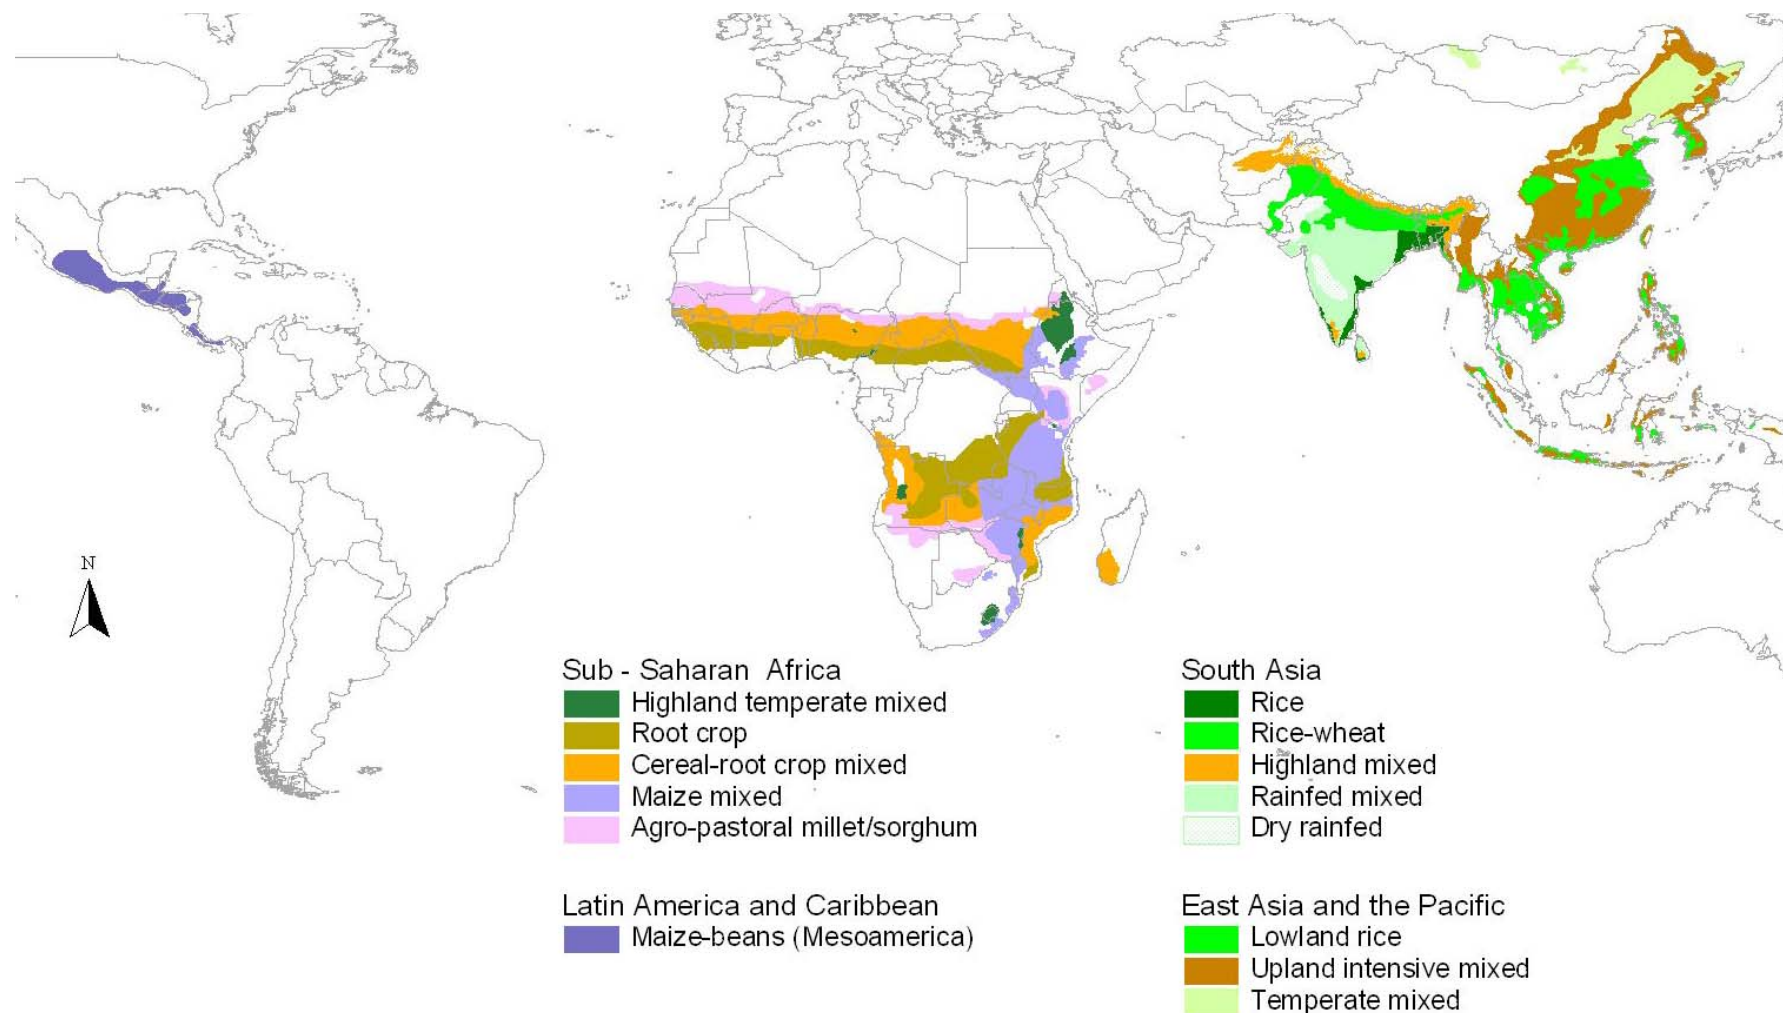 N
Sub - Saharan Africa
Highland temperate mixed
Root crop
Cereal-root crop mixed
Maize mixed
Agro-pastoral millet/sorghum
Latin America and Caribbean
Maize-beans (Mesoamerica)
South Asia
Rice
Rice-wheat
Highland mixed
Rainfed mixed
Dry rainfed
East Asia and the Pacific
Lowland rice
Upland intensive mixed
Temperate mixed